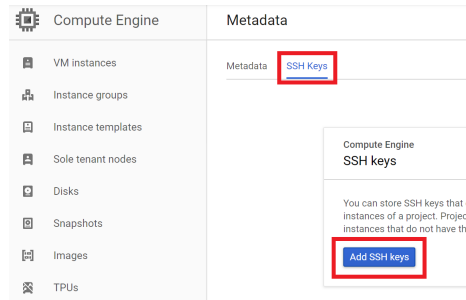 Compute Engine
Metadata
VM instances
Instance groups
Instance templates
Sole tenant nodes
Disks
Snapshots
Images
TPUs
Metadata
SSH Keys
Compute Engine
SSH keys
You can store SSH keys that
instances of a project. Projec
instances that do not have th
Add SSH keys